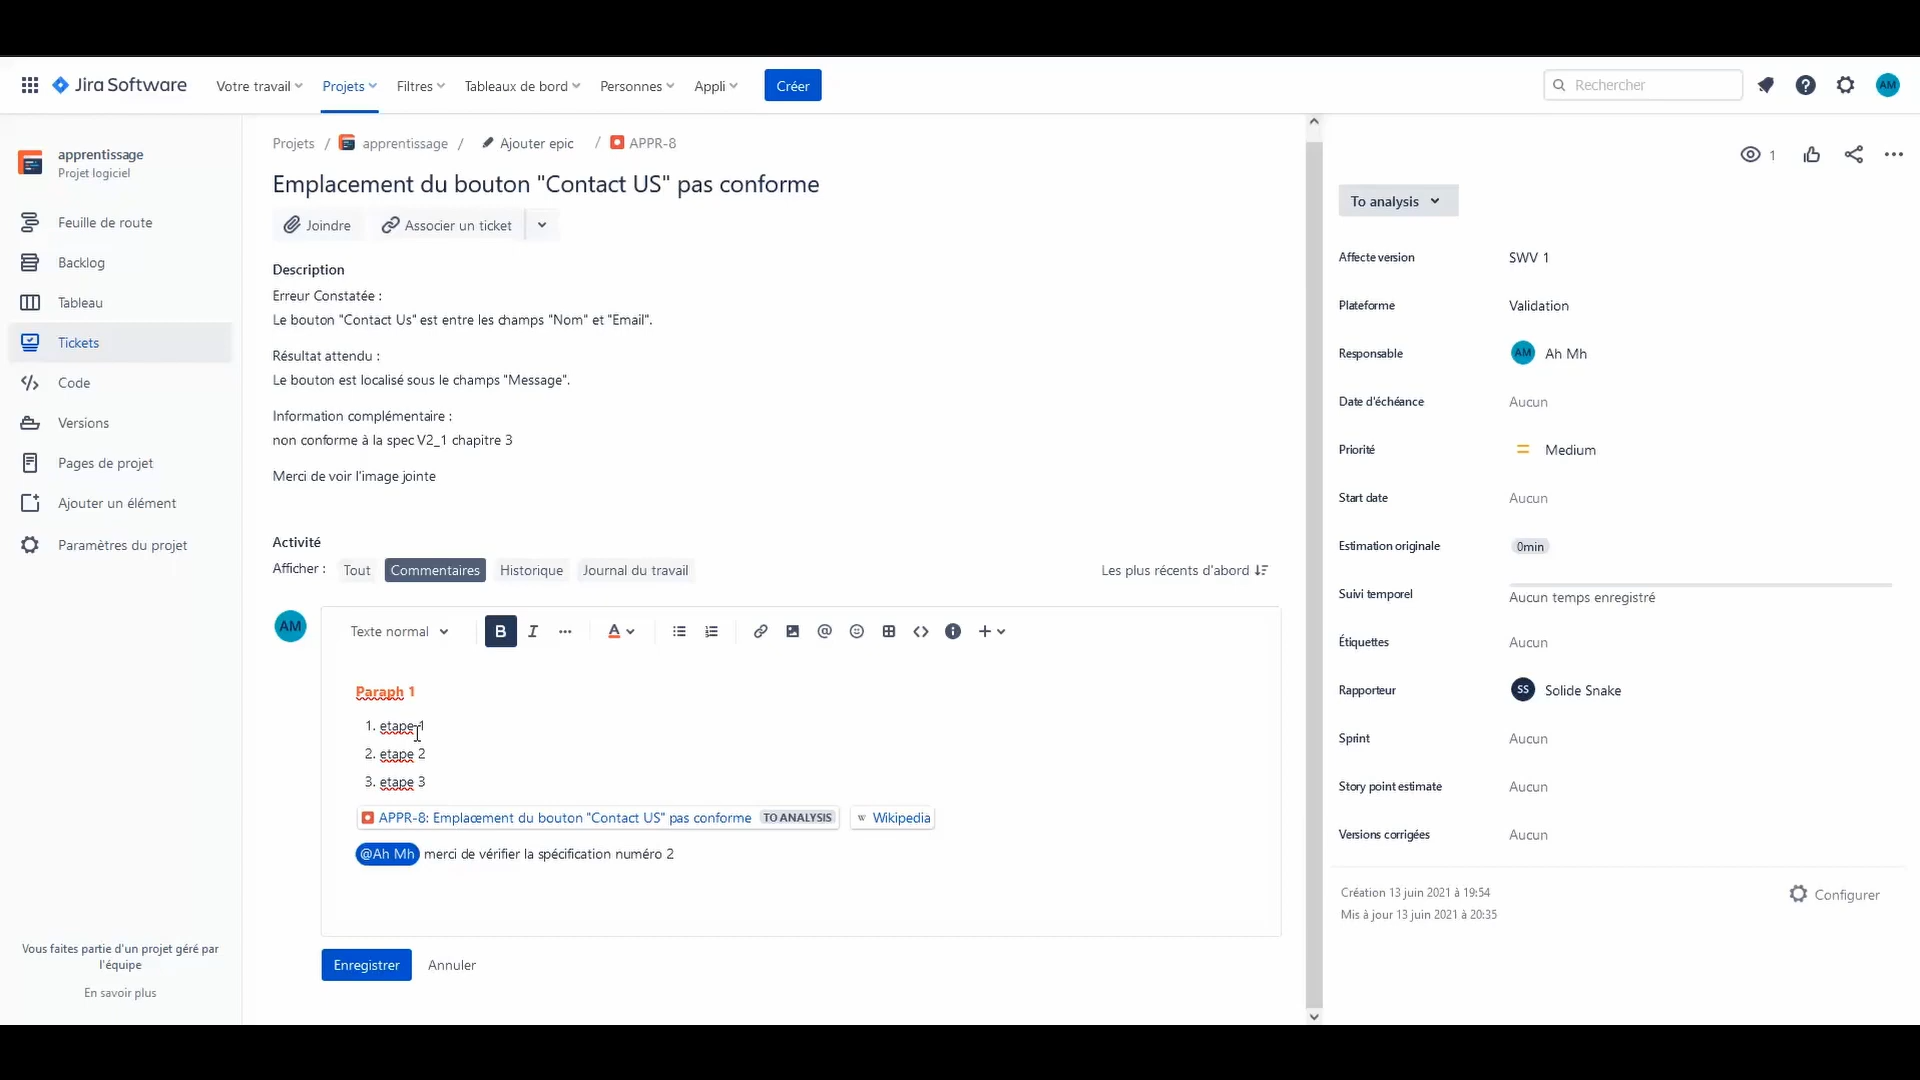 Jira Software
Votre travail
Projets
Filtres
Tableaux de bord
Personnes
Appli
Créer
Rechercher
AM
apprentissage
Projet logiciel
Feuille de route
Backlog
Tableau
Tickets
Code
Versions
Pages de projet
Ajouter un élément
Paramètres du projet
Vous faites partie d'un projet géré par
l'équipe
En savoir plus
Projets / apprentissage / Ajouter epic / APPR-8
Emplacement du bouton "Contact US" pas conforme
Joindre
Associer un ticket
Description
Erreur Constatée :
Le bouton "Contact Us" est entre les champs "Nom" et "Email".
Résultat attendu :
Le bouton est localisé sous le champs "Message".
Information complémentaire :
non conforme à la spec V2_1 chapitre 3
Merci de voir l'image jointe
Activité
Afficher : Tout Commentaires Historique Journal du travail
Les plus récents d'abord
AM
Texte normal
B I A
Paraph 1
1. etape 1
2. etape 2
3. etape 3
APPR-8: Emplacement du bouton "Contact US" pas conforme TO ANALYSIS W Wikipedia
@Ah Mh merci de vérifier la spécification numéro 2
Enregistrer
Annuler
1
To analysis
Affecte version SWV 1
Plateforme Validation
Responsable AM Ah Mh
Date d'échéance Aucun
Priorité Medium
Start date Aucun
Estimation originale 0min
Suivi temporel Aucun temps enregistré
Étiquettes Aucun
Rapporteur SS Solide Snake
Sprint Aucun
Story point estimate Aucun
Versions corrigées Aucun
Création 13 juin 2021 à 19:54
Mis à jour 13 juin 2021 à 20:35
Configurer